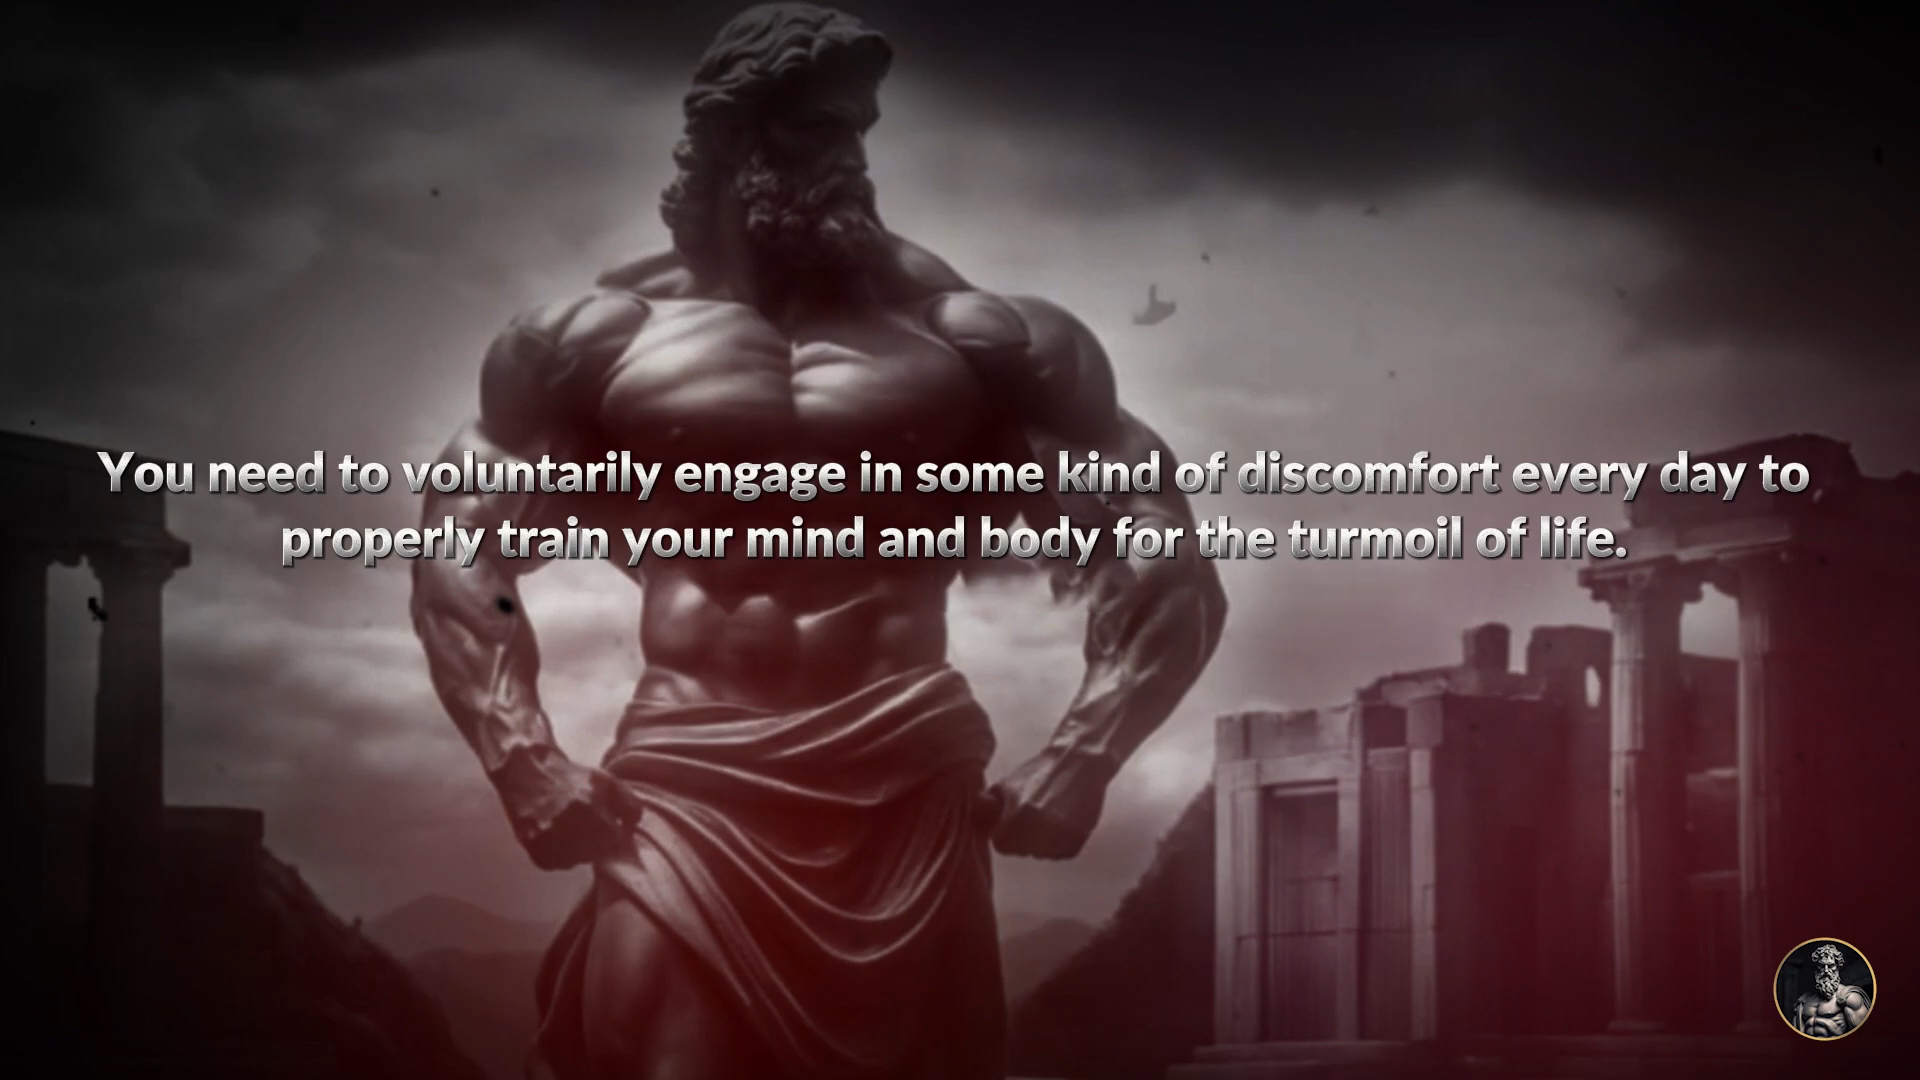 You need to voluntarily engage in some kind of discomfort every day to
properly train your mind and body for the turmoil of life.